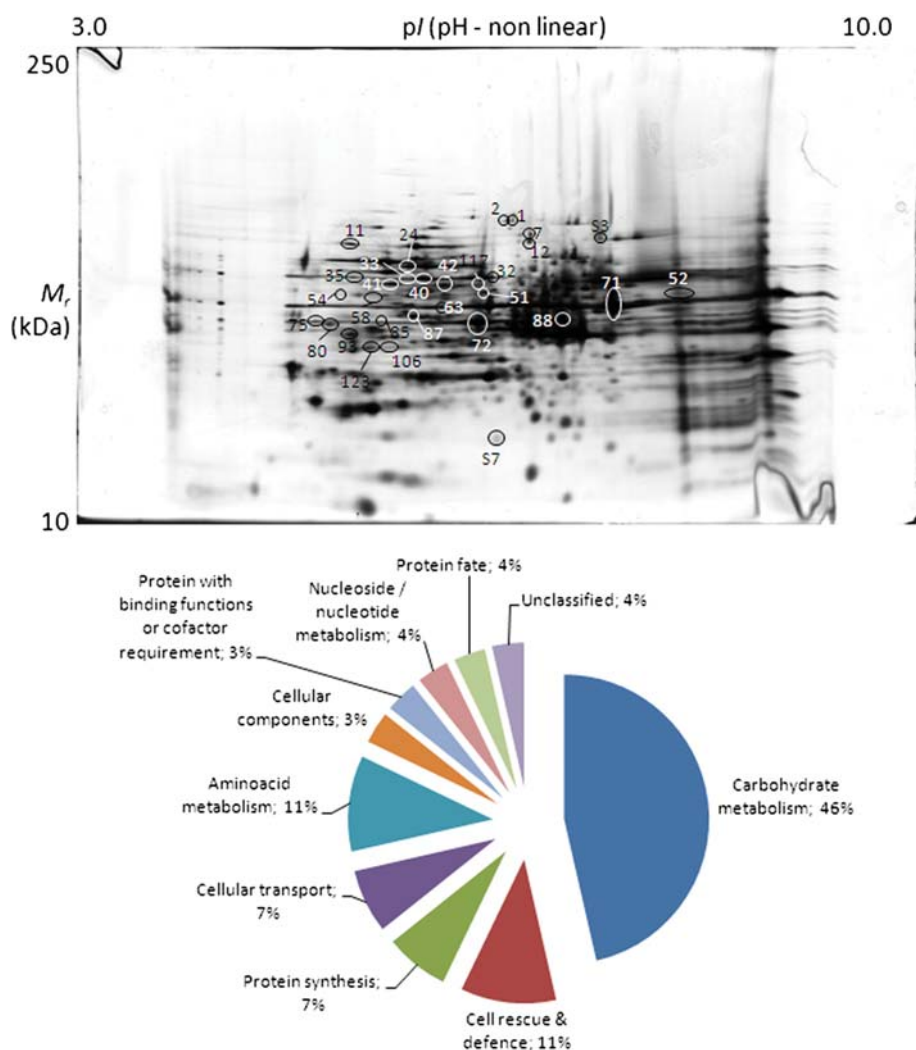 3.0 pI (pH - non linear) 10.0
250
2 1
11 24 7 S3
12
33 42 117 32
35
41 40 51 71 52
54
63
75 58 85 87 72 88
80 93 106
123
Mr
(kDa)
S7
10
Protein fate; 4%
Protein with
binding functions
or cofactor
requirement; 3%
Nucleoside /
nucleotide
metabolism; 4%
Unclassified; 4%
Cellular
components; 3%
Aminoacid
metabolism; 11%
Carbohydrate
metabolism; 46%
Cellular transport;
7%
Protein synthesis;
7%
Cell rescue &
defence; 11%